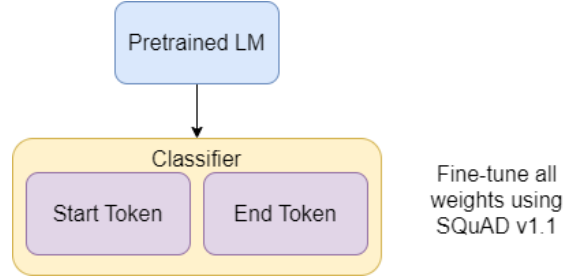 Pretrained LM
Classifier
Start Token
End Token
Fine-tune all
weights using
SQuAD v1.1